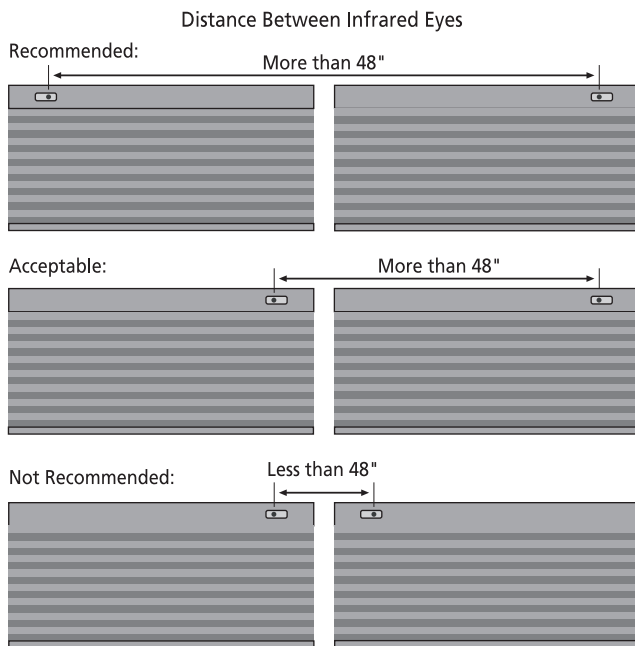 Distance Between Infrared Eyes
Recommended:
More than 48"
Acceptable:
More than 48"
Not Recommended:
Less than 48"